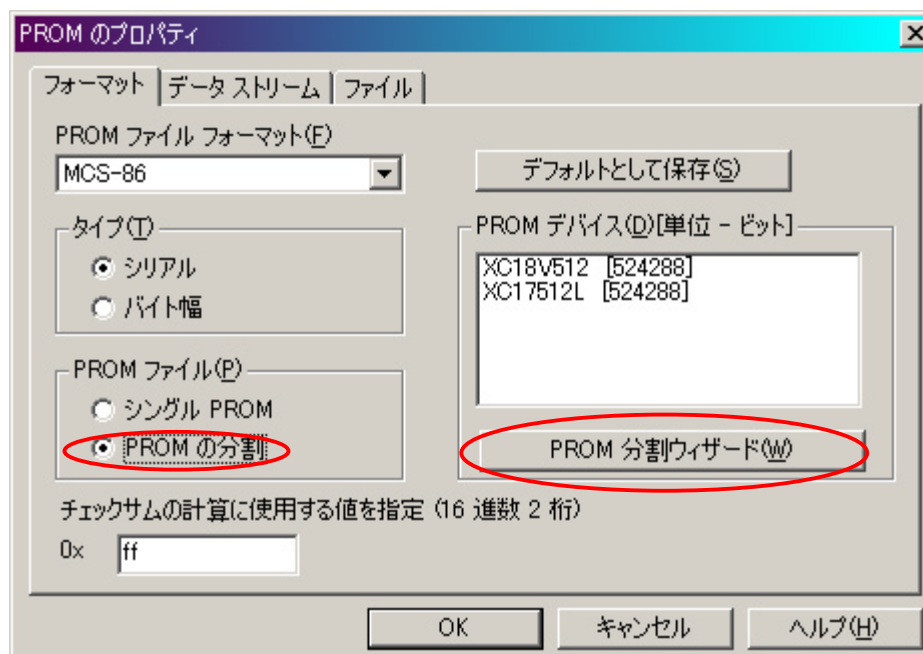 PROM のプロパティ
フォーマット データ ストリーム ファイル
PROM ファイル フォーマット(F)
MCS-86
デフォルトとして保存(S)
タイプ(T)
シリアル
バイト幅
PROM デバイス(D)[単位 - ビット]
XC18V512 [524288]
XC17512L [524288]
PROM ファイル(P)
シングル PROM
PROM の分割
PROM 分割ウィザード(W)
チェックサムの計算に使用する値を指定 (16 進数 2 桁)
0x ff
OK キャンセル ヘルプ(H)